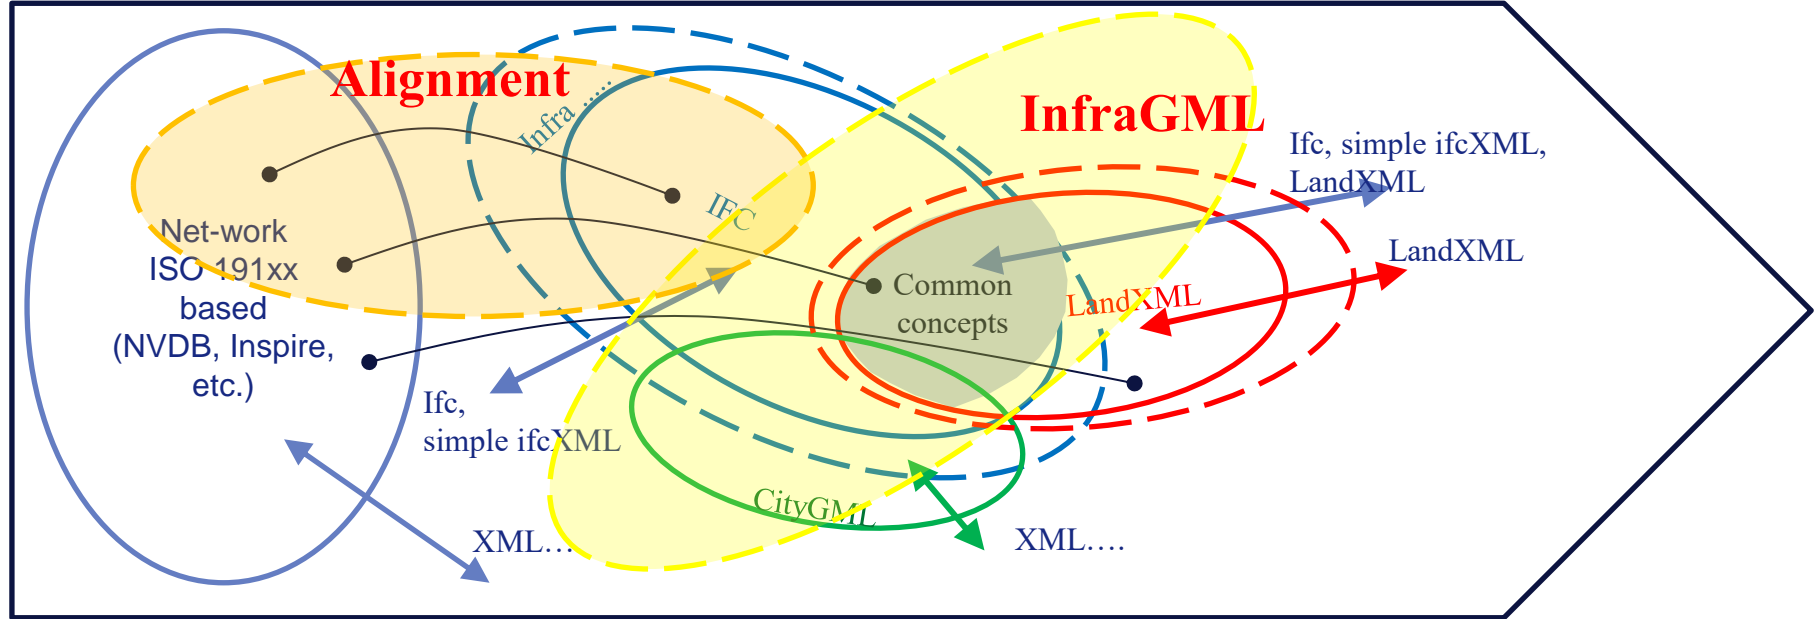 Alignment
Infra .....
InfraGML
Ifc, simple ifcXML,
LandXML
IFC
Net-work
ISO 191xx
based
(NVDB, Inspire,
etc.)
LandXML
Common
concepts
LandXML
Ifc,
simple ifcXML
CityGML
XML…
XML….